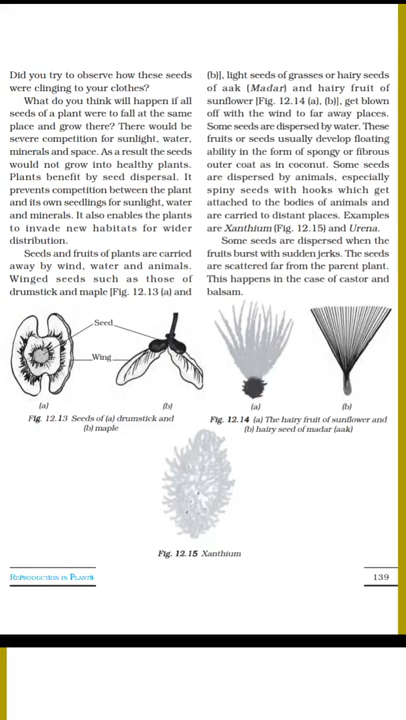 Did you try to observe how these seeds
were clinging to your clothes?
What do you think will happen if all
seeds of a plant were to fall at the same
place and grow there? There would be
severe competition for sunlight, water,
minerals and space. As a result the seeds
would not grow into healthy plants.
Plants benefit by seed dispersal. It
prevents competition between the plant
and its own seedlings for sunlight, water
and minerals. It also enables the plants
to invade new habitats for wider
distribution.
Seeds and fruits of plants are carried
away by wind, water and animals.
Winged seeds such as those of
drumstick and maple [Fig. 12.13 (a) and
(b)], light seeds of grasses or hairy seeds
of aak (Madar) and hairy fruit of
sunflower [Fig. 12.14 (a), (b)], get blown
off with the wind to far away places.
Some seeds are dispersed by water. These
fruits or seeds usually develop floating
ability in the form of spongy or fibrous
outer coat as in coconut. Some seeds
are dispersed by animals, especially
spiny seeds with hooks which get
attached to the bodies of animals and
are carried to distant places. Examples
are Xanthium (Fig. 12.15) and Urena.
Some seeds are dispersed when the
fruits burst with sudden jerks. The seeds
are scattered far from the parent plant.
This happens in the case of castor and
balsam.
Seed
Wing
(a)
(b)
Fig. 12.13 Seeds of (a) drumstick and
(b) maple
(a)
(b)
Fig. 12.14 (a) The hairy fruit of sunflower and
(b) hairy seed of madar (aak)
Fig. 12.15 Xanthium
REPRODUCTION IN PLANTS
139